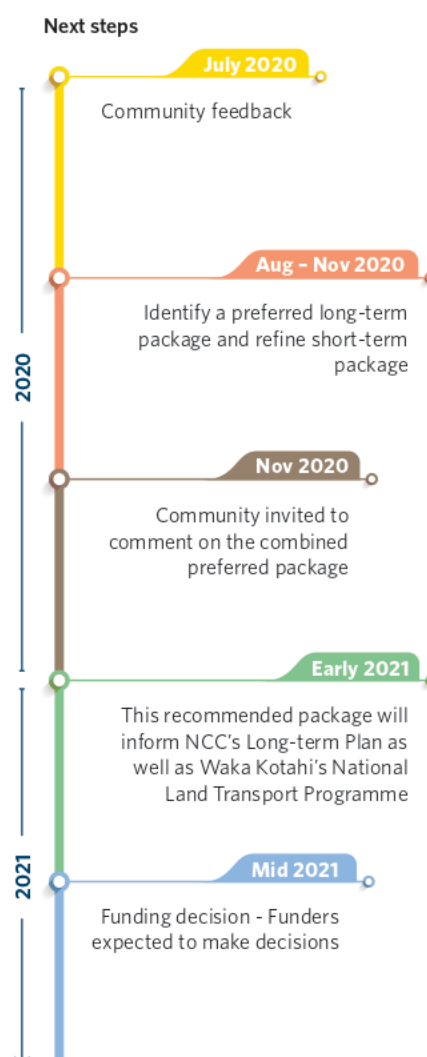 Next steps
July 2020
Community feedback
Aug – Nov 2020
Identify a preferred long-term
package and refine short-term
package
2020
Nov 2020
Community invited to
comment on the combined
preferred package
Early 2021
This recommended package will
inform NCC's Long-term Plan as
well as Waka Kotahi's National
Land Transport Programme
2021
Mid 2021
Funding decision - Funders
expected to make decisions